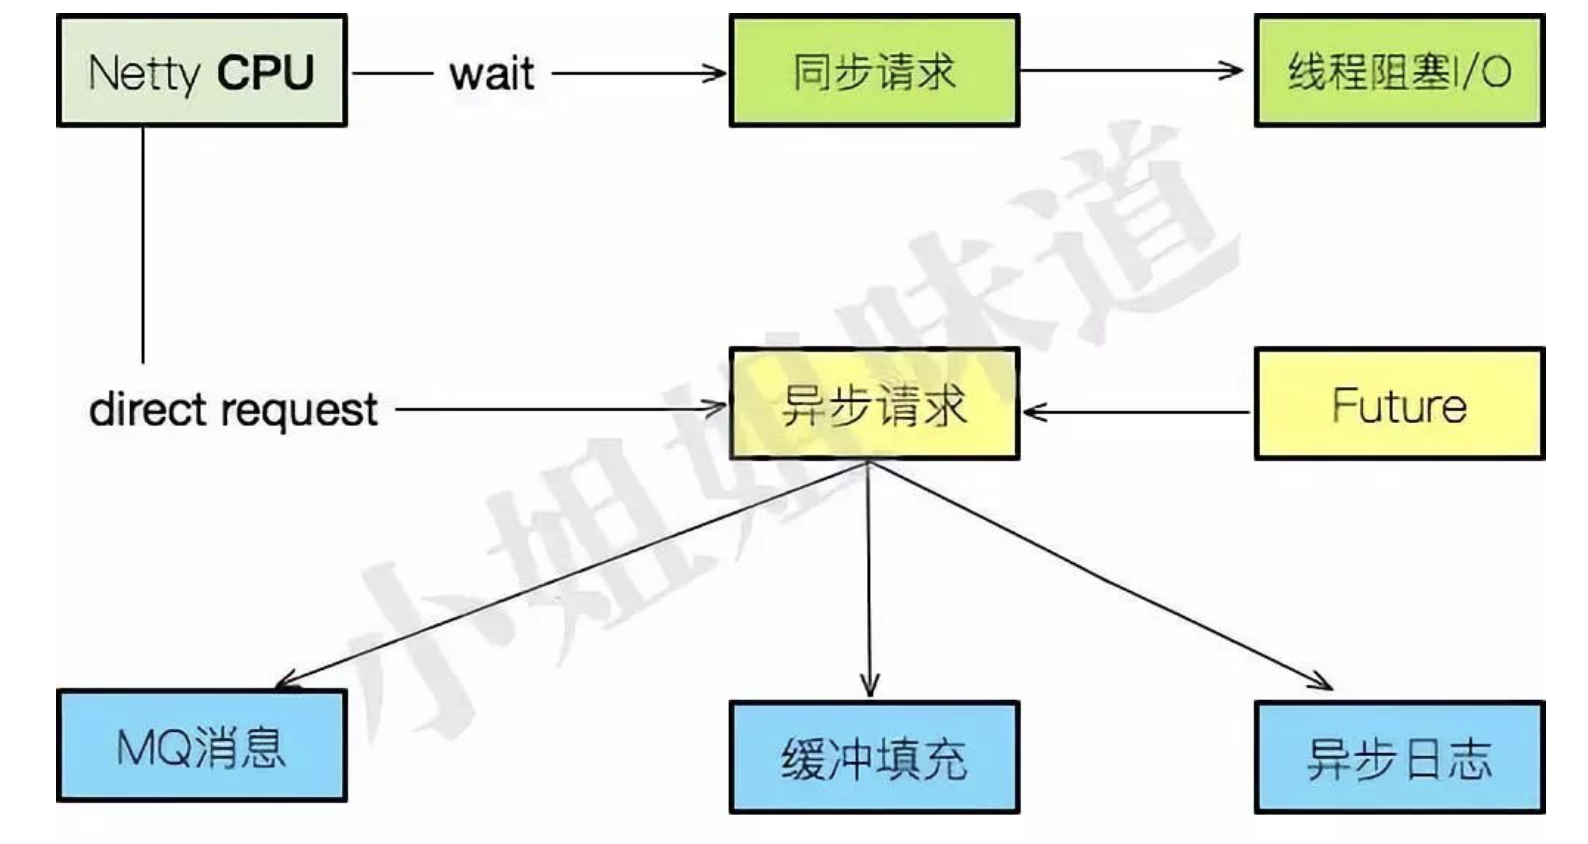 Netty CPU
wait
同步请求
线程阻塞I/O
direct request
异步请求
Future
小姐姐味道
MQ消息
缓冲填充
异步日志